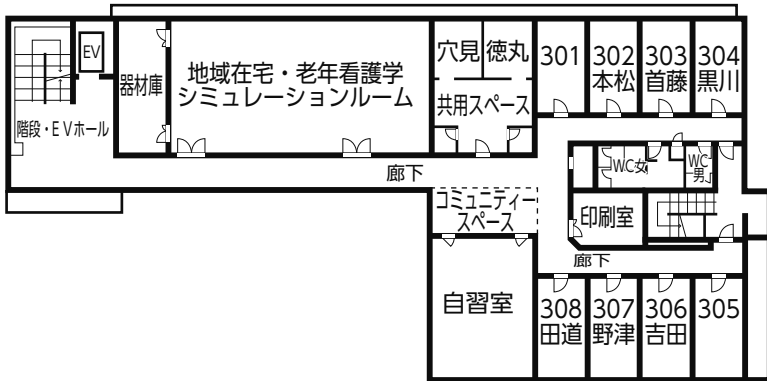 EV
階段・EVホール
器材庫
地域在宅・老年看護学
シミュレーションルーム
穴見
徳丸
共用スペース
301
302
本松
303
首藤
304
黒川
廊下
コミュニティー
スペース
WC女
WC
男
印刷室
廊下
自習室
308
田道
307
野津
306
吉田
305